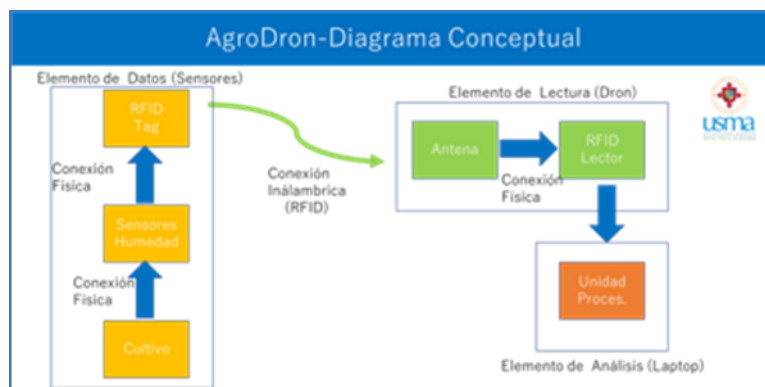 AgroDron-Diagrama Conceptual
Elemento de Datos (Sensores)
RFID
Tag
Conexión
Física
Sensores
Humedad
Conexión
Física
Cultivo
Conexión
Inálambrica
(RFID)
Elemento de Lectura (Dron)
Antena
Conexión
Física
RFID
Lector
usma
Unidad
Proces.
Elemento de Análisis (Laptop)